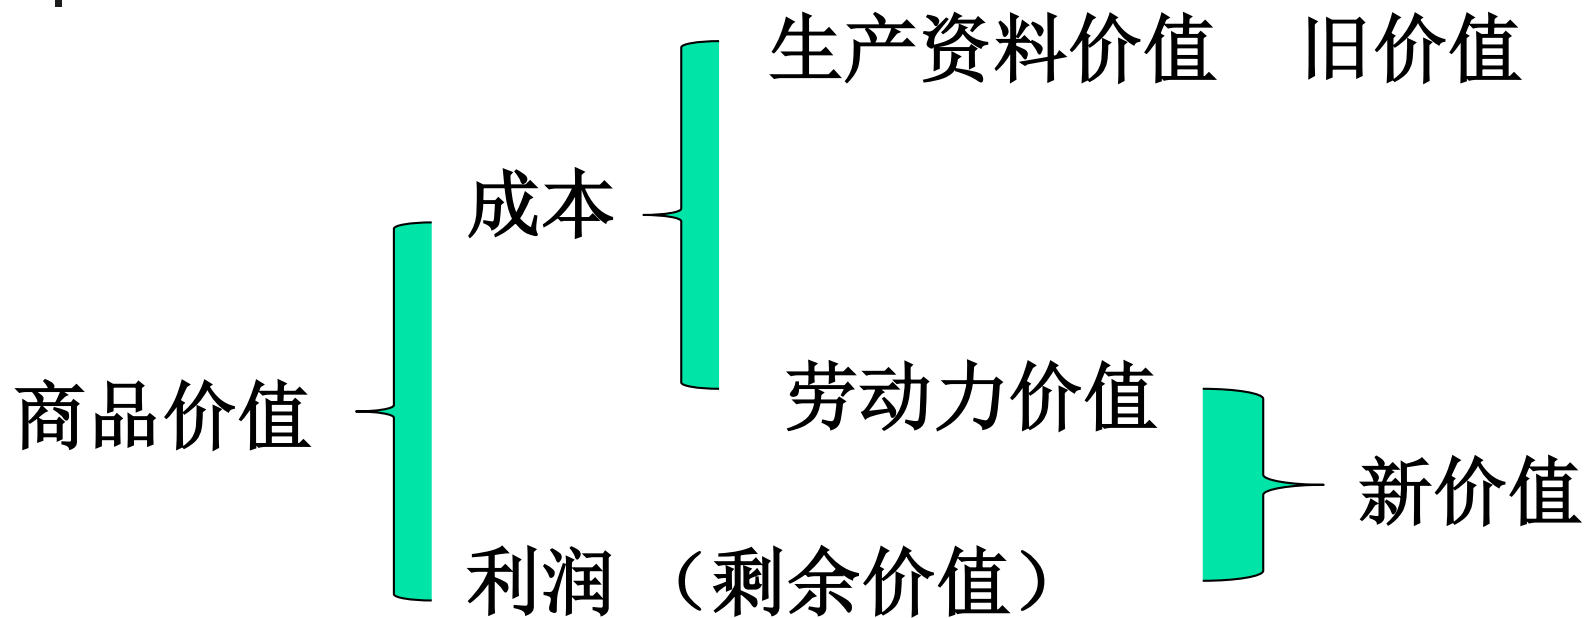 生产资料价值 旧价值
成本
劳动力价值
商品价值
新价值
利润（剩余价值）